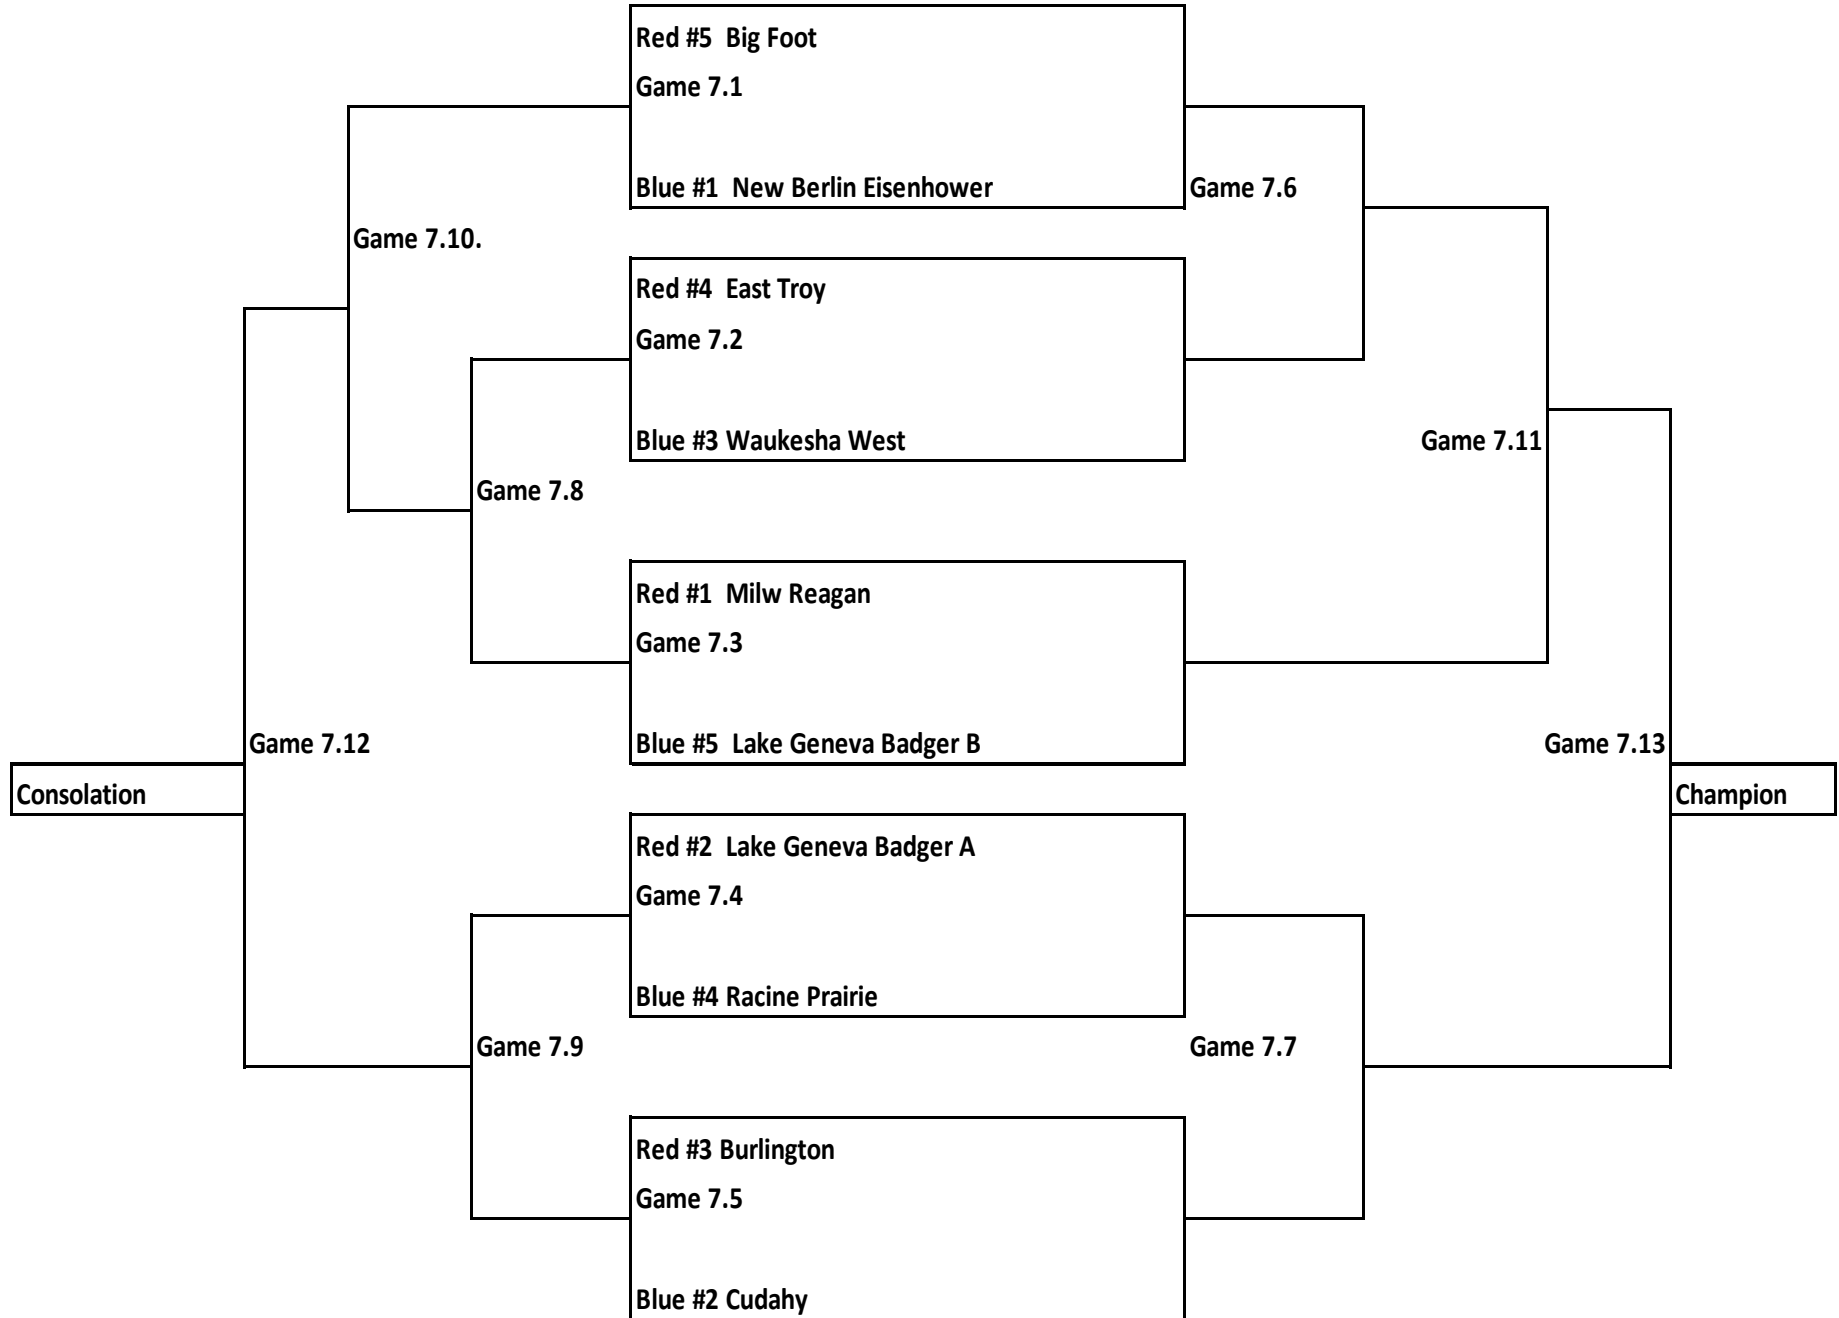 Red #5  Big Foot
Game 7.1
Blue #1  New Berlin Eisenhower
Game 7.6
Game 7.10.
Red #4  East Troy
Game 7.2
Blue #3 Waukesha West
Game 7.11
Game 7.8
Red #1  Milw Reagan
Game 7.3
Game 7.12
Blue #5  Lake Geneva Badger B
Game 7.13
Consolation
Champion
Red #2  Lake Geneva Badger A
Game 7.4
Blue #4 Racine Prairie
Game 7.9
Game 7.7
Red #3 Burlington
Game 7.5
Blue #2 Cudahy